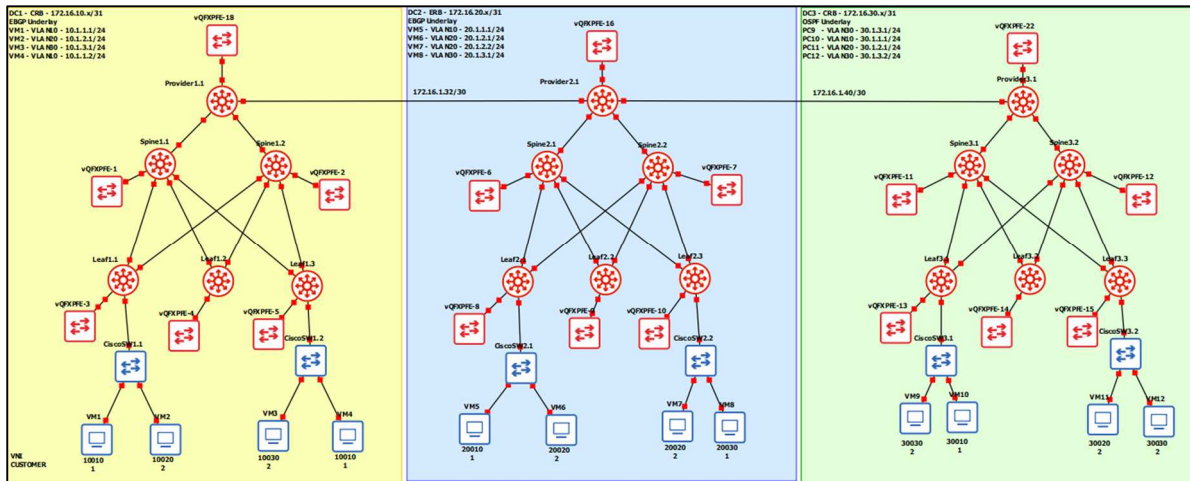 DC1 - CRB - 172.16.10.x/31
EBGP Underlay
VM1 - VLAN10 - 10.1.1.1/24
VM2 - VLAN20 - 10.1.2.1/24
VM3 - VLAN30 - 10.1.3.1/24
VM4 - VLAN10 - 10.1.1.2/24
vQFXPFE-18
Provider1.1
Spine1.1
Spine1.2
vQFXPFE-1
vQFXPFE-2
Leaf1.1
Leaf1.2
Leaf1.3
vQFXPFE-3
vQFXPFE-4
vQFXPFE-5
CiscoSW1.1
CiscoSW1.2
VM1
VM2
VM3
VM4
VNI
CUSTOMER
10010
1
10020
2
10030
2
10010
1
172.16.1.32/30
DC2 - ERB - 172.16.20.x/31
EBGP Underlay
VM5 - VLAN10 - 20.1.1.1/24
VM6 - VLAN20 - 20.1.2.1/24
VM7 - VLAN20 - 20.1.2.2/24
VM8 - VLAN30 - 20.1.3.1/24
vQFXPFE-16
Provider2.1
Spine2.1
Spine2.2
vQFXPFE-6
vQFXPFE-7
Leaf2.2
Leaf2.3
vQFXPFE-8
vQFXPFE-10
CiscoSW2.1
CiscoSW2.2
VM5
VM6
VM7
VM8
20010
1
20020
2
20020
2
20030
1
172.16.1.40/30
DC3 - CRB - 172.16.30.x/31
OSPF Underlay
PC9 - VLAN30 - 30.1.3.1/24
PC10 - VLAN10 - 30.1.1.1/24
PC11 - VLAN20 - 30.1.2.1/24
PC12 - VLAN30 - 30.1.3.2/24
vQFXPFE-22
Provider3.1
Spine3.1
Spine3.2
vQFXPFE-11
vQFXPFE-12
Leaf3.2
Leaf3.3
vQFXPFE-13
vQFXPFE-14
vQFXPFE-15
CiscoSW3.1
CiscoSW3.2
VM9
VM10
VM11
VM12
30030
2
30010
1
30020
2
30030
2